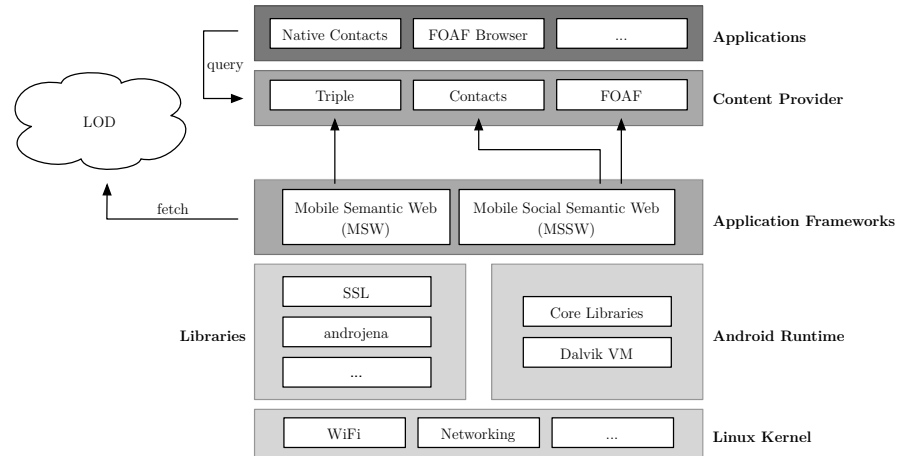 Native Contacts
FOAF Browser
...
Applications
query
Triple
Contacts
FOAF
Content Provider
LOD
fetch
Mobile Semantic Web
(MSW)
Mobile Social Semantic Web
(MSSW)
Application Frameworks
Libraries
SSL
androjena
...
Core Libraries
Dalvik VM
Android Runtime
WiFi
Networking
...
Linux Kernel